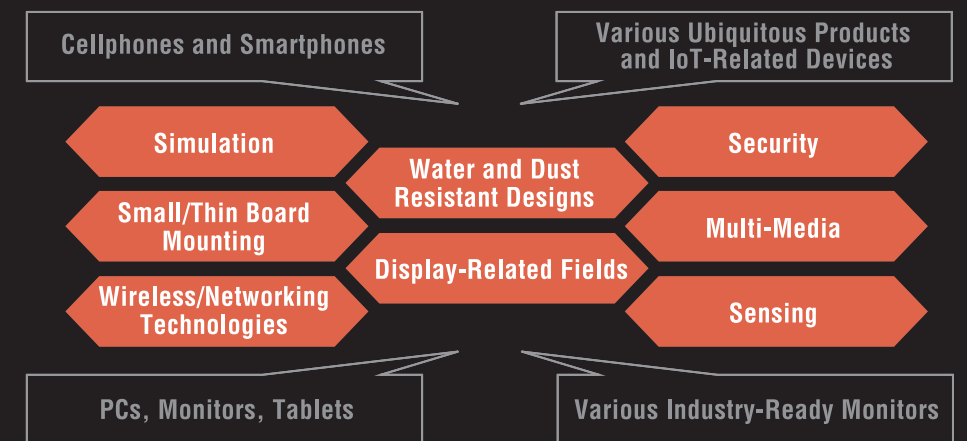 Cellphones and Smartphones
Various Ubiquitous Products
and IoT-Related Devices
Simulation
Small/Thin Board
Mounting
Wireless/Networking
Technologies
Water and Dust
Resistant Designs
Display-Related Fields
Security
Multi-Media
Sensing
PCs, Monitors, Tablets
Various Industry-Ready Monitors